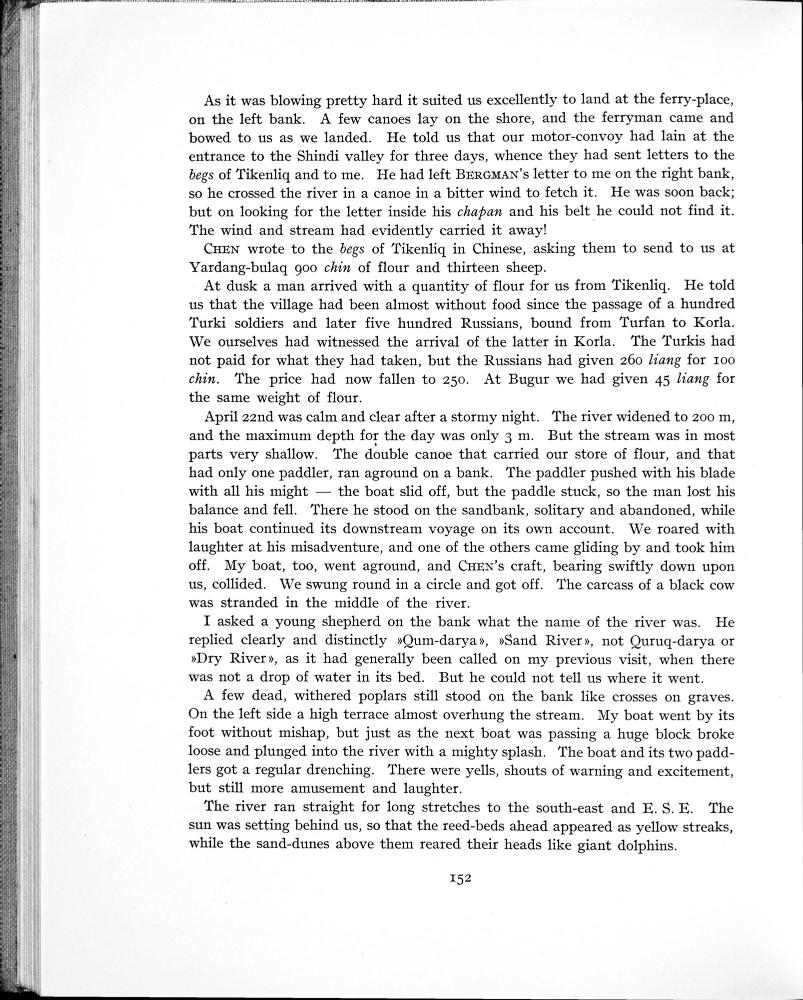 As it was blowing pretty hard it suited us excellently to land at the ferry-place,
on the left bank. A few canoes lay on the shore, and the ferryman came and
bowed to us as we landed. He told us that our motor-convoy had lain at the
entrance to the Shindi valley for three days, whence they had sent letters to the
begs of Tikenliq and to me. He had left BERGMAN's letter to me on the right bank,
so he crossed the river in a canoe in a bitter wind to fetch it. He was soon back;
but on looking for the letter inside his chapan and his belt he could not find it.
The wind and stream had evidently carried it away!
CHEN wrote to the begs of Tikenliq in Chinese, asking them to send to us at
Yardang-bulaq 900 chin of flour and thirteen sheep.
At dusk a man arrived with a quantity of flour for us from Tikenliq. He told
us that the village had been almost without food since the passage of a hundred
Turki soldiers and later five hundred Russians, bound from Turfan to Korla.
We ourselves had witnessed the arrival of the latter in Korla. The Turkis had
not paid for what they had taken, but the Russians had given 260 liang for 100
chin. The price had now fallen to 250. At Bugur we had given 45 liang for
the same weight of flour.
April 22nd was calm and clear after a stormy night. The river widened to 200 m,
and the maximum depth for the day was only 3 m. But the stream was in most
parts very shallow. The double canoe that carried our store of flour, and that
had only one paddler, ran aground on a bank. The paddler pushed with his blade
with all his might — the boat slid off, but the paddle stuck, so the man lost his
balance and fell. There he stood on the sandbank, solitary and abandoned, while
his boat continued its downstream voyage on its own account. We roared with
laughter at his misadventure, and one of the others came gliding by and took him
off. My boat, too, went aground, and CHEN's craft, bearing swiftly down upon
us, collided. We swung round in a circle and got off. The carcass of a black cow
was stranded in the middle of the river.
I asked a young shepherd on the bank what the name of the river was. He
replied clearly and distinctly »Qum-darya», »Sand River», not Quruq-darya or
»Dry River», as it had generally been called on my previous visit, when there
was not a drop of water in its bed. But he could not tell us where it went.
A few dead, withered poplars still stood on the bank like crosses on graves.
On the left side a high terrace almost overhung the stream. My boat went by its
foot without mishap, but just as the next boat was passing a huge block broke
loose and plunged into the river with a mighty splash. The boat and its two padd-
lers got a regular drenching. There were yells, shouts of warning and excitement,
but still more amusement and laughter.
The river ran straight for long stretches to the south-east and E. S. E. The
sun was setting behind us, so that the reed-beds ahead appeared as yellow streaks,
while the sand-dunes above them reared their heads like giant dolphins.
152